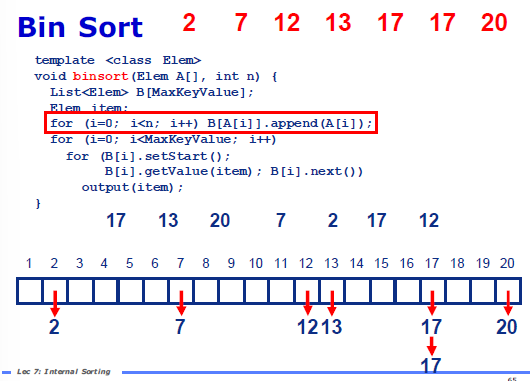 Bin Sort 2 7 12 13 17 17 20
template <class Elem>
void binsort(Elem A[], int n) {
List<Elem> B[MaxKeyValue];
Elem item;
for (i=0; i<n; i++) B[A[i]].append(A[i]);
for (i=0; i<MaxKeyValue; i++)
for (B[i].setStart();
B[i].getValue(item); B[i].next())
output(item);
}
17 13 20 7 2 17 12
1 2 3 4 5 6 7 8 9 10 11 12 13 14 15 16 17 18 19 20
2 7 12 13 17 20
17
Lec 7: Internal Sorting